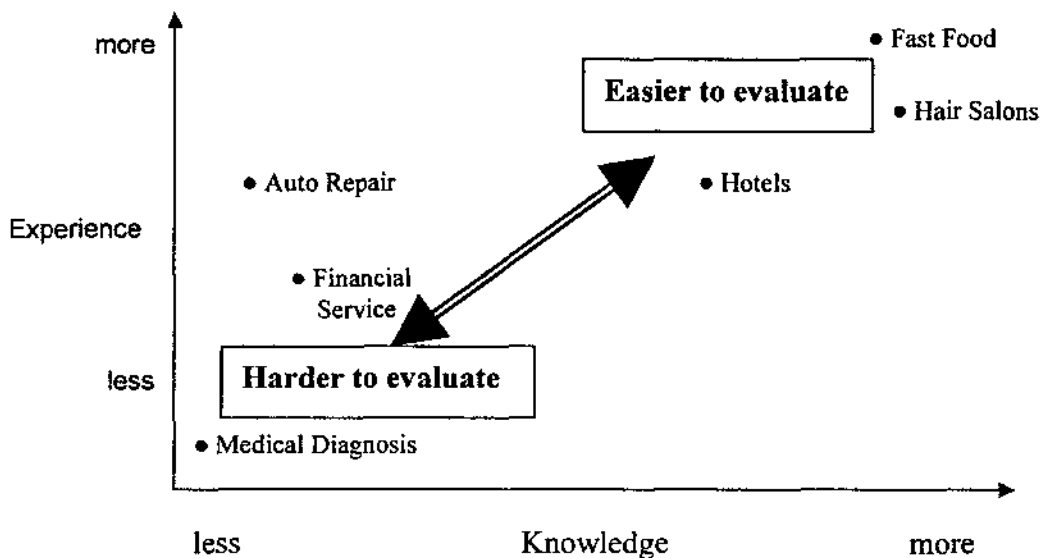 more
Fast Food
Easier to evaluate
Hair Salons
Auto Repair
Hotels
Experience
Financial
Service
less
Harder to evaluate
Medical Diagnosis
less
Knowledge
more